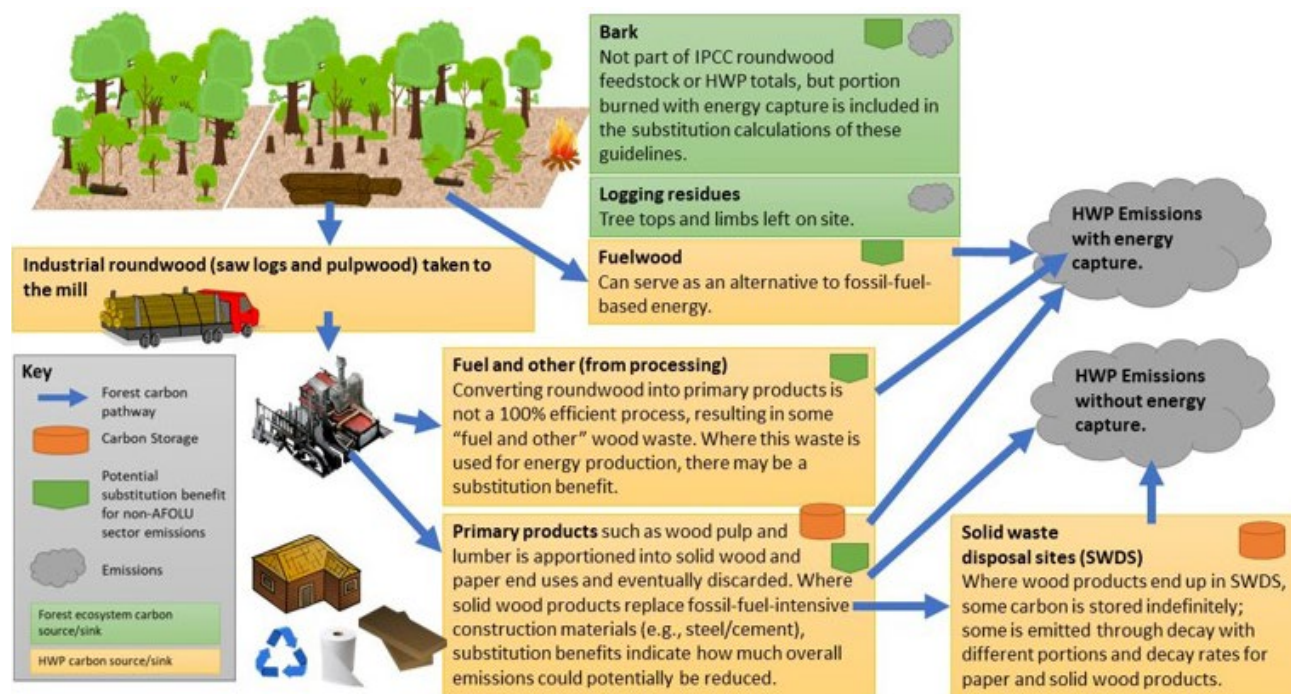 Bark
Not part of IPCC roundwood
feedstock or HWP totals, but portion
burned with energy capture is included in
the substitution calculations of these
guidelines.
Logging residues
Tree tops and limbs left on site.
Fuelwood
Can serve as an alternative to fossil-fuel-
based energy.
HWP Emissions
with energy
capture.
Industrial roundwood (saw logs and pulpwood) taken to
the mill
Key
Forest carbon
pathway
Carbon Storage
Potential
substitution benefit
for non-AFOLU
sector emissions
Emissions
Forest ecosystem carbon
source/sink
HWP carbon source/sink
Fuel and other (from processing)
Converting roundwood into primary products is
not a 100% efficient process, resulting in some
“fuel and other” wood waste. Where this waste is
used for energy production, there may be a
substitution benefit.
HWP Emissions
without energy
capture.
Primary products such as wood pulp and
lumber is apportioned into solid wood and
paper end uses and eventually discarded. Where
solid wood products replace fossil-fuel-intensive
construction materials (e.g., steel/cement),
substitution benefits indicate how much overall
emissions could potentially be reduced.
Solid waste
disposal sites (SWDS)
Where wood products end up in SWDS,
some carbon is stored indefinitely;
some is emitted through decay with
different portions and decay rates for
paper and solid wood products.